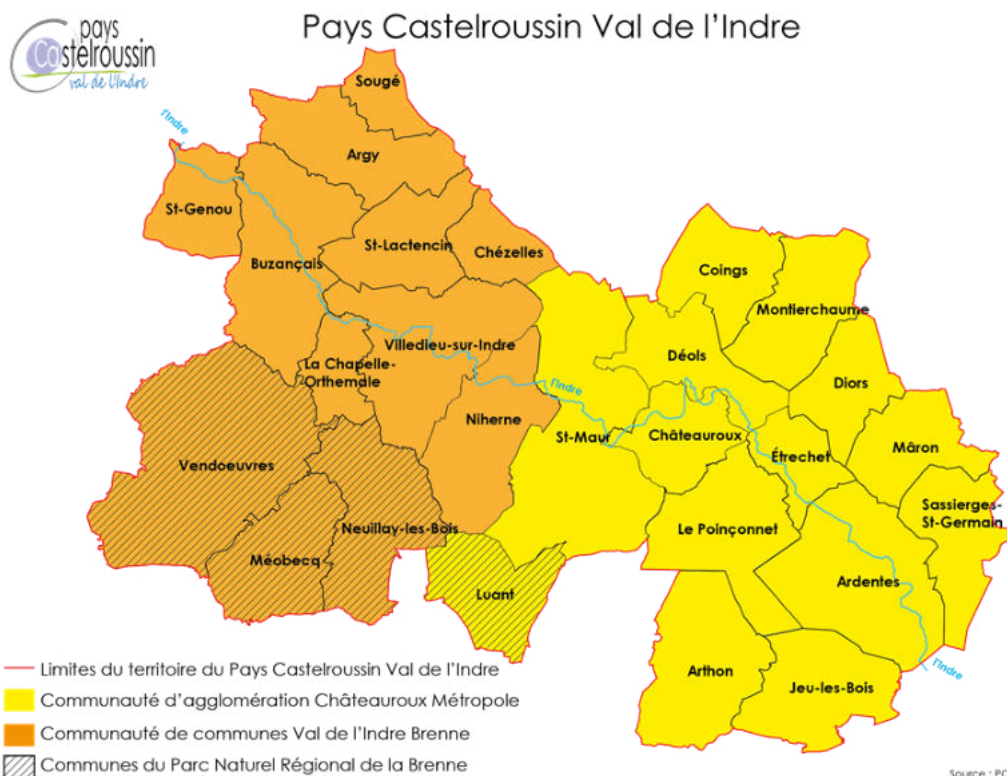 pays
Castelroussin
val de l'Indre
Pays Castelroussin Val de l'Indre
Sougé
l'Indre
Argy
St-Genou
St-Lactencin
Chézelles
Buzançais
Coings
Montierchaume
Villedieu-sur-Indre
Déols
La Chapelle-
Orthemale
Diors
l'Indre
Niherne
St-Maur
Châteauroux
Mâron
Étrechet
Vendoeuvres
Sassierges-
St-Germain
Neuillay-les-Bois
Le Poinçonnet
Méobecq
Ardentes
Luant
Arthon
l'Indre
Jeu-les-Bois
Limites du territoire du Pays Castelroussin Val de l'Indre
Communauté d'agglomération Châteauroux Métropole
Communauté de communes Val de l'Indre Brenne
Communes du Parc Naturel Régional de la Brenne
Source : PC